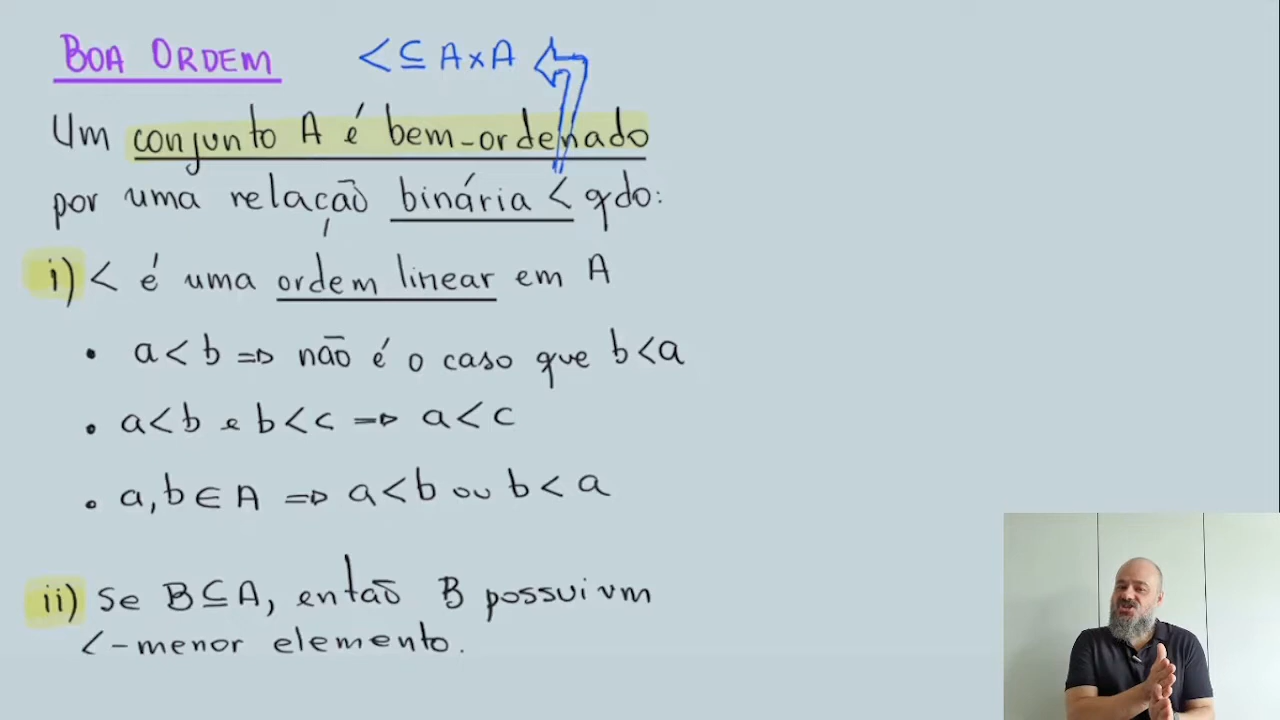 BOA ORDEM < ⊆ A×A
Um conjunto A é bem-ordenado
por uma relação binária < qdo:
i) < é uma ordem linear em A
• a<b ⇒ não é o caso que b<a
• a<b e b<c ⇒ a<c
• a,b∈A ⇒ a<b ou b<a
ii) Se B⊆A, então B possui um
<-menor elemento.